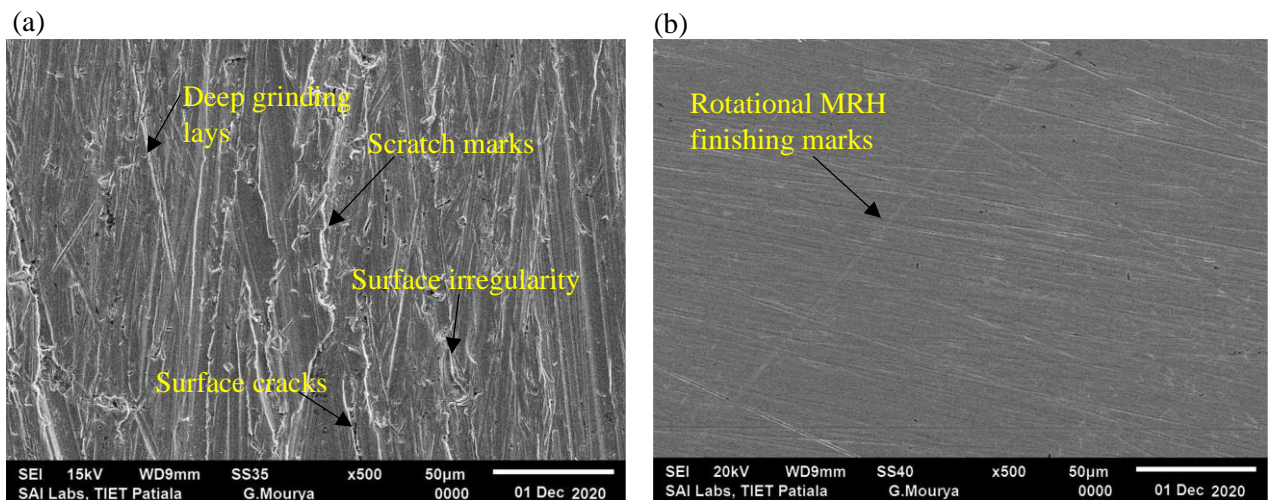 (a)
Deep grinding
lays
Scratch marks
Surface irregularity
Surface cracks
SEI 15kV WD9mm SS35 x500 50µm
SAI Labs, TIET Patiala G.Mourya 0000 01 Dec 2020
(b)
Rotational MRH
finishing marks
SEI 20kV WD9mm SS40 x500 50µm
SAI Labs, TIET Patiala G.Mourya 0000 01 Dec 2020